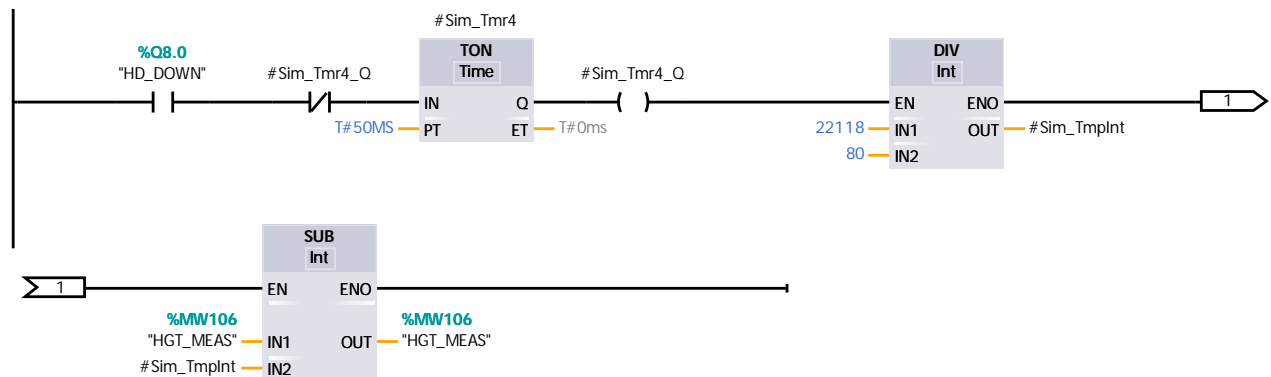 #Sim_Tmr4
%Q8.0
"HD_DOWN"
#Sim_Tmr4_Q
TON
Time
#Sim_Tmr4_Q
DIV
Int
IN Q
T#50MS PT ET T#0ms
EN ENO
22118 IN1 OUT #Sim_TmpInt
80 IN2
1
SUB
Int
1
EN ENO
%MW106
"HGT_MEAS" IN1
#Sim_TmpInt IN2
%MW106
OUT "HGT_MEAS"